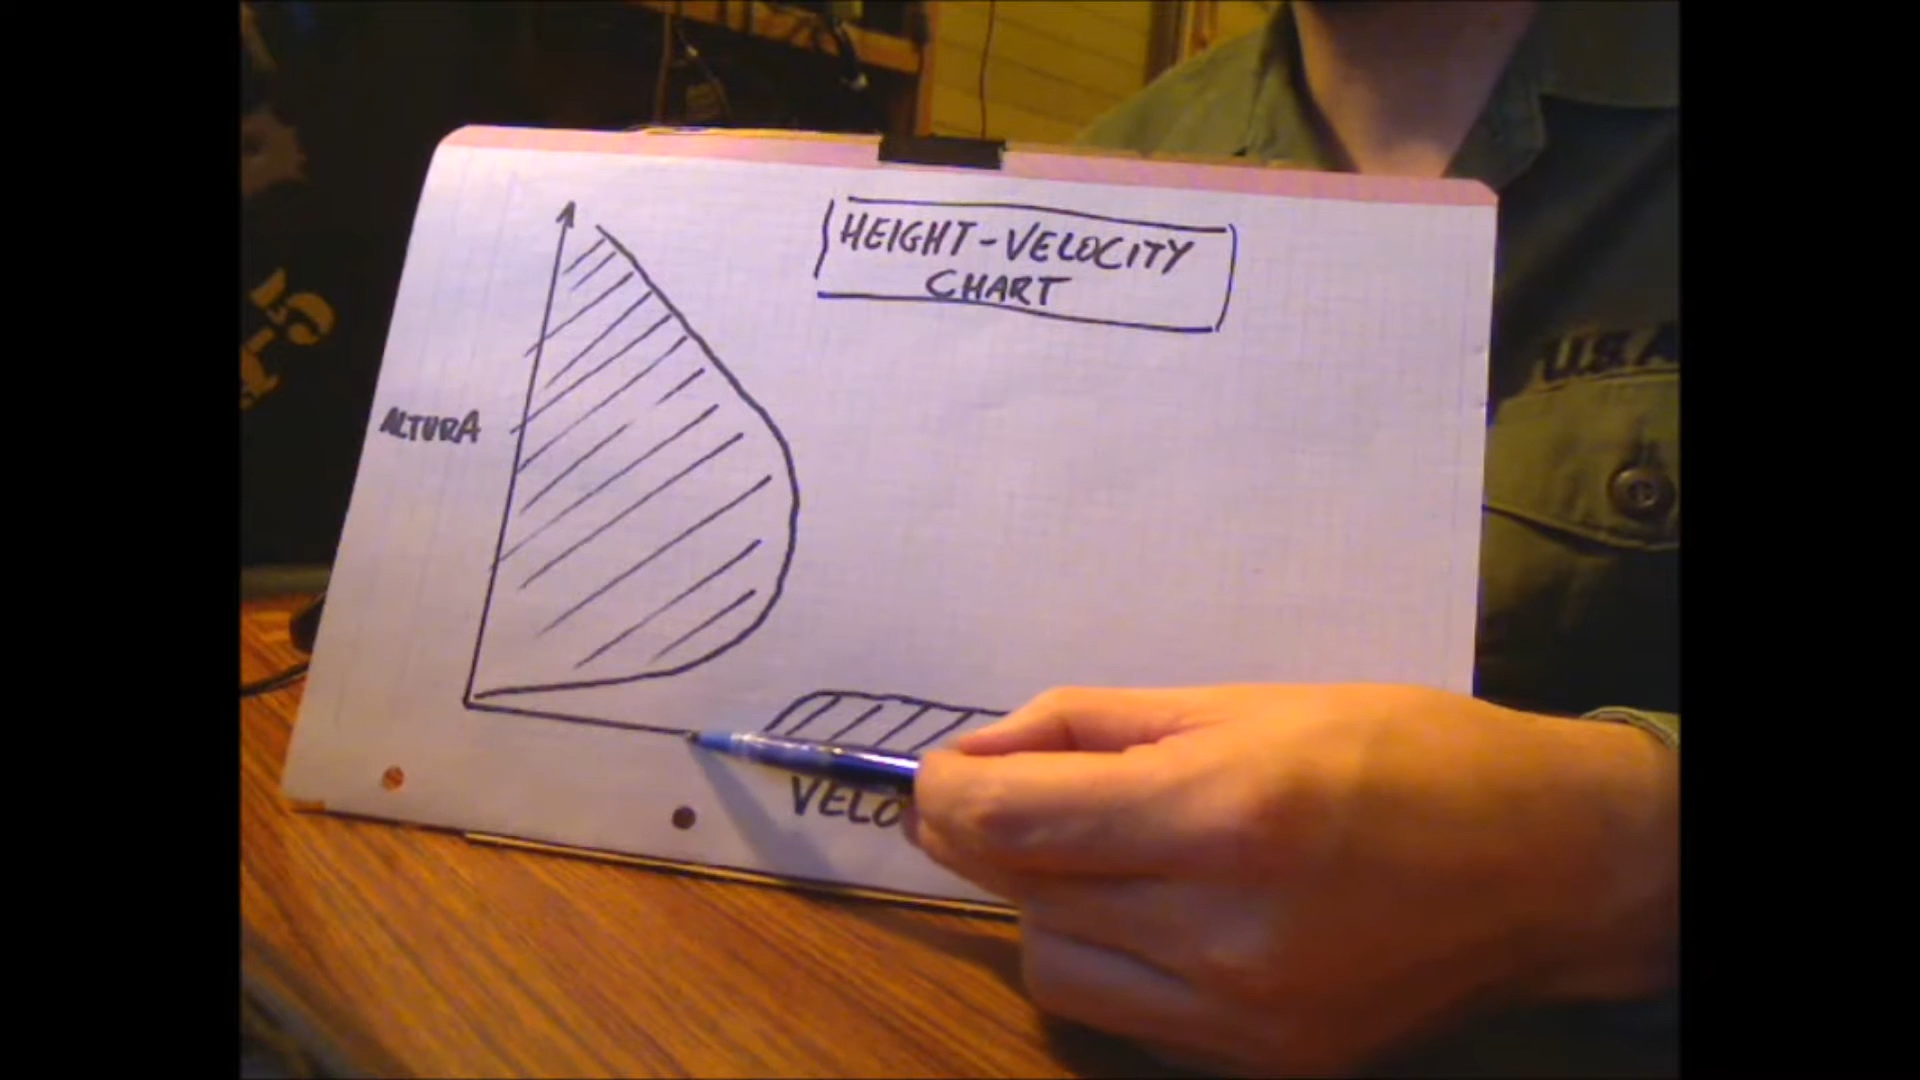 HEIGHT-VELOCITY
CHART
ALTURA
VELO
U.S. A